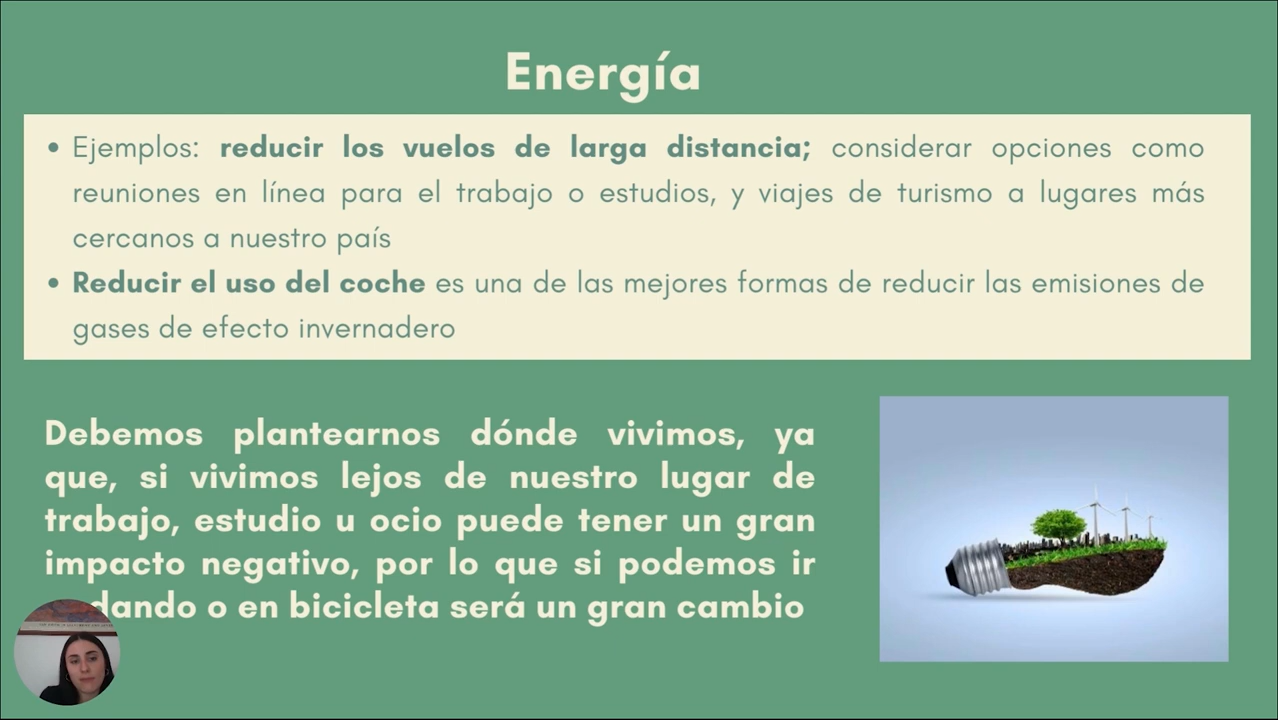 Energía
• Ejemplos: reducir los vuelos de larga distancia; considerar opciones como
reuniones en línea para el trabajo o estudios, y viajes de turismo a lugares más
cercanos a nuestro país
• Reducir el uso del coche es una de las mejores formas de reducir las emisiones de
gases de efecto invernadero
Debemos plantearnos dónde vivimos, ya
que, si vivimos lejos de nuestro lugar de
trabajo, estudio u ocio puede tener un gran
impacto negativo, por lo que si podemos ir
o en bicicleta será un gran cambio